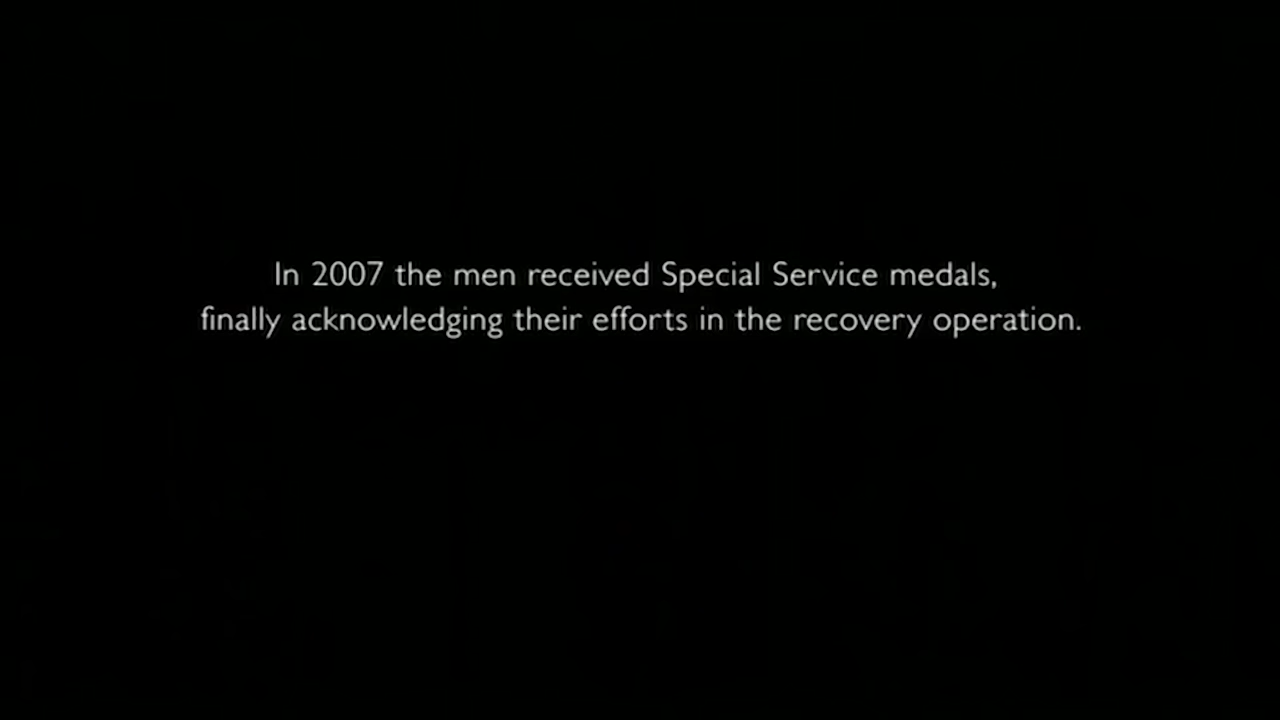 In 2007 the men received Special Service medals,
finally acknowledging their efforts in the recovery operation.